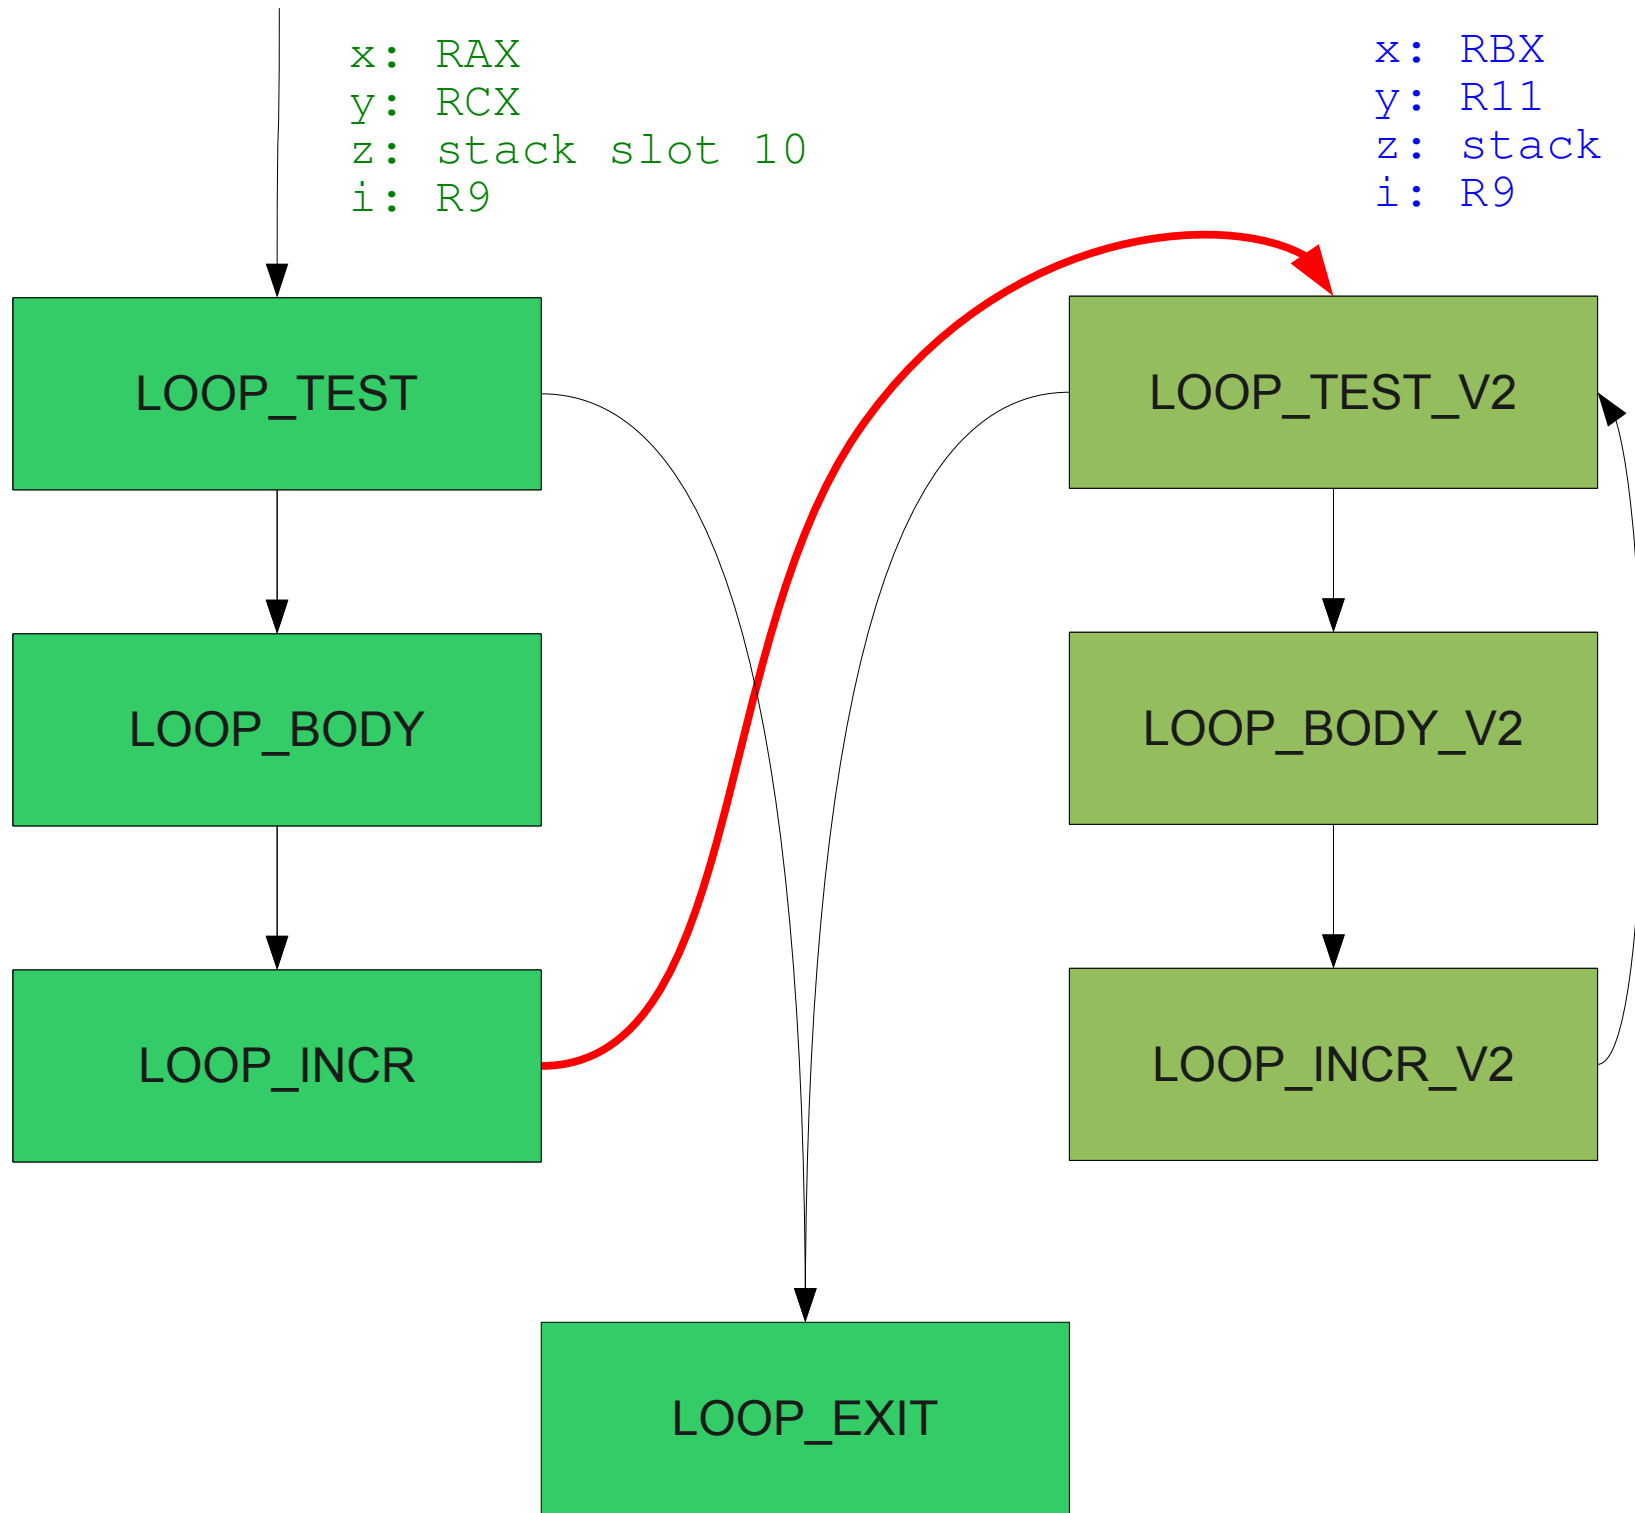 x: RAX
y: RCX
z: stack slot 10
i: R9
x: RBX
y: R11
z: stack
i: R9
LOOP_TEST
LOOP_TEST_V2
LOOP_BODY
LOOP_BODY_V2
LOOP_INCR
LOOP_INCR_V2
LOOP_EXIT